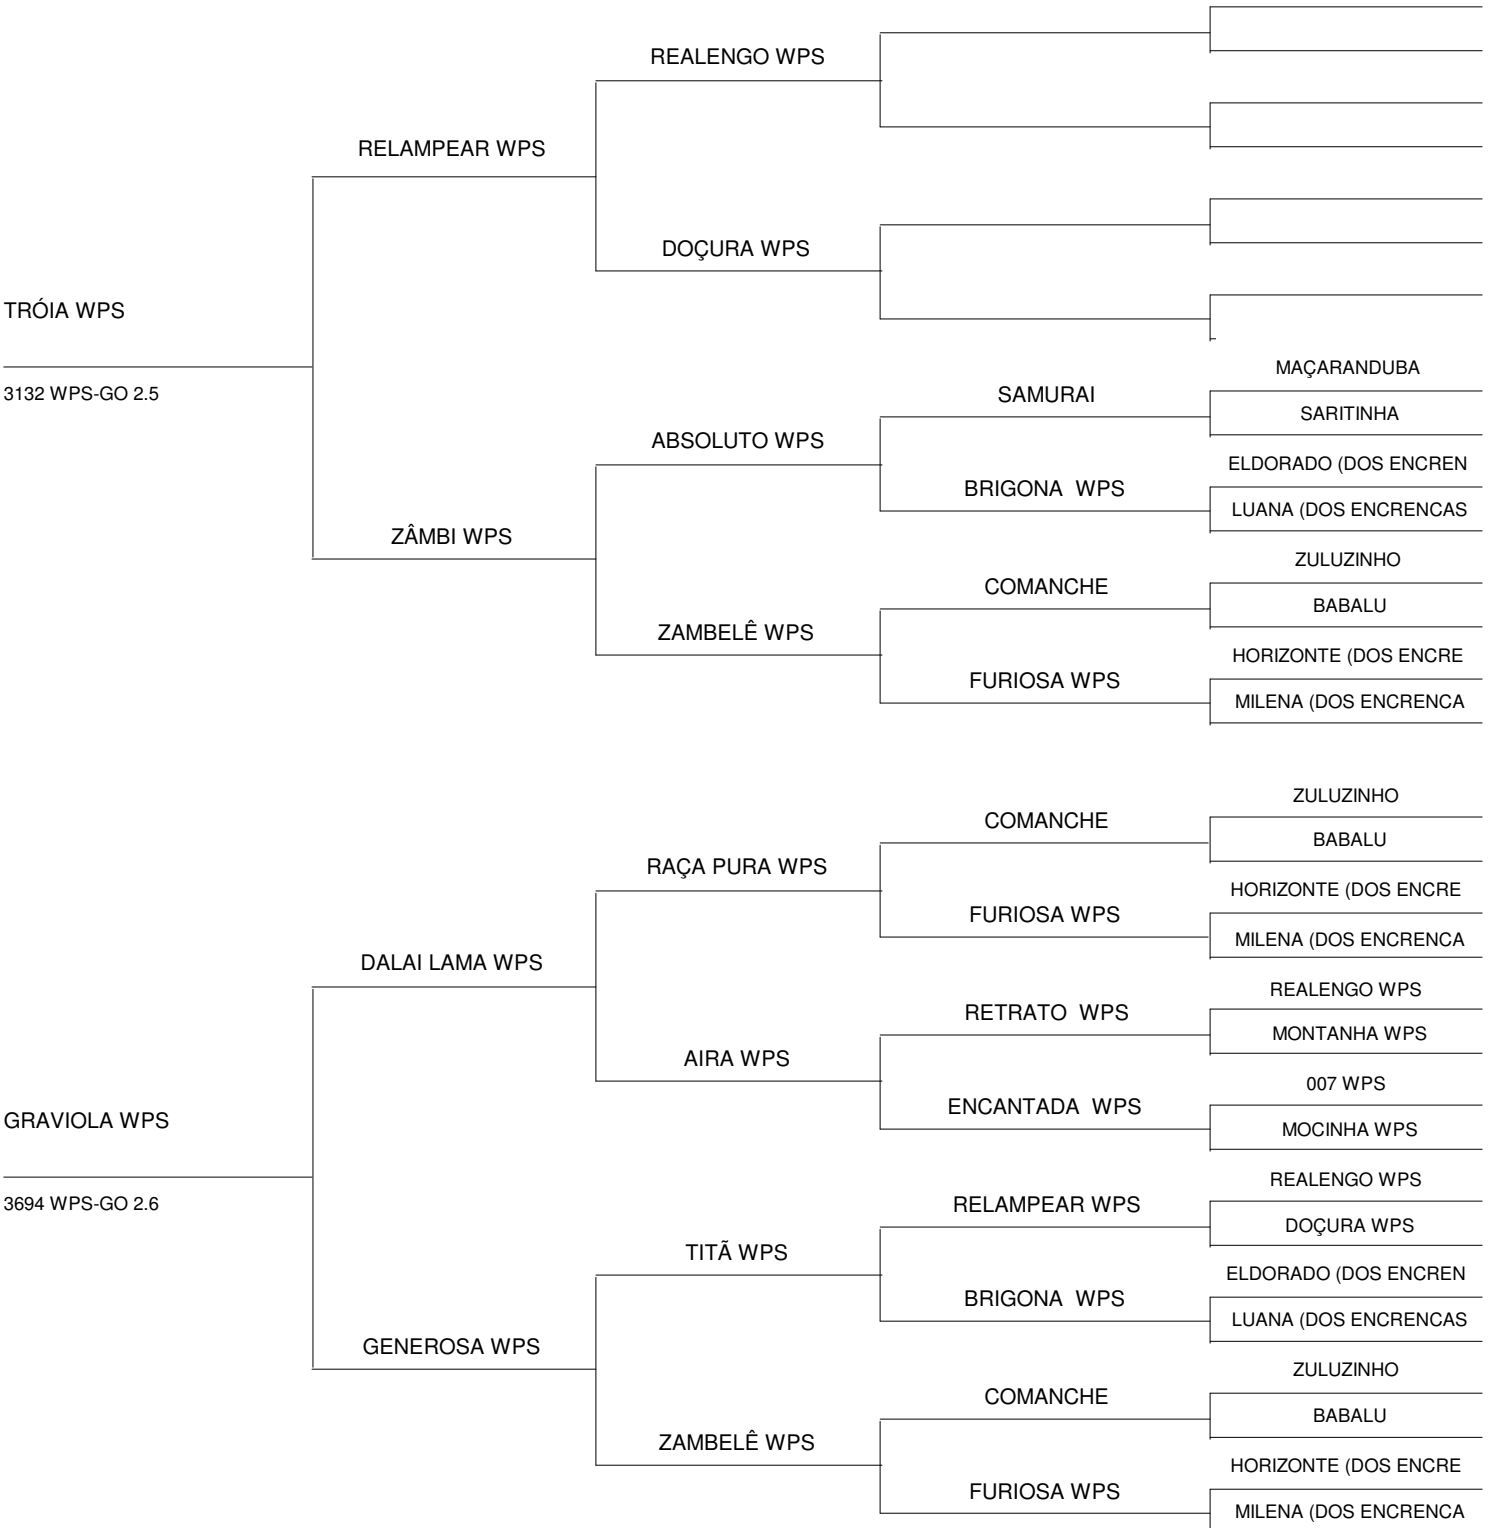 REALENGO WPS
RELAMPEAR WPS
DOÇURA WPS
TRÓIA WPS
MAÇARANDUBA
3132 WPS-GO 2.5
SAMURAI
SARITINHA
ABSOLUTO WPS
ELDORADO (DOS ENCREN
BRIGONA  WPS
LUANA (DOS ENCRENCAS
ZÂMBI WPS
ZULUZINHO
COMANCHE
BABALU
ZAMBELÊ WPS
HORIZONTE (DOS ENCRE
FURIOSA WPS
MILENA (DOS ENCRENCA
ZULUZINHO
COMANCHE
BABALU
RAÇA PURA WPS
HORIZONTE (DOS ENCRE
FURIOSA WPS
MILENA (DOS ENCRENCA
DALAI LAMA WPS
REALENGO WPS
RETRATO  WPS
MONTANHA WPS
AIRA WPS
007 WPS
ENCANTADA  WPS
GRAVIOLA WPS
MOCINHA WPS
REALENGO WPS
3694 WPS-GO 2.6
RELAMPEAR WPS
DOÇURA WPS
TITÃ WPS
ELDORADO (DOS ENCREN
BRIGONA  WPS
LUANA (DOS ENCRENCAS
GENEROSA WPS
ZULUZINHO
COMANCHE
BABALU
ZAMBELÊ WPS
HORIZONTE (DOS ENCRE
FURIOSA WPS
MILENA (DOS ENCRENCA